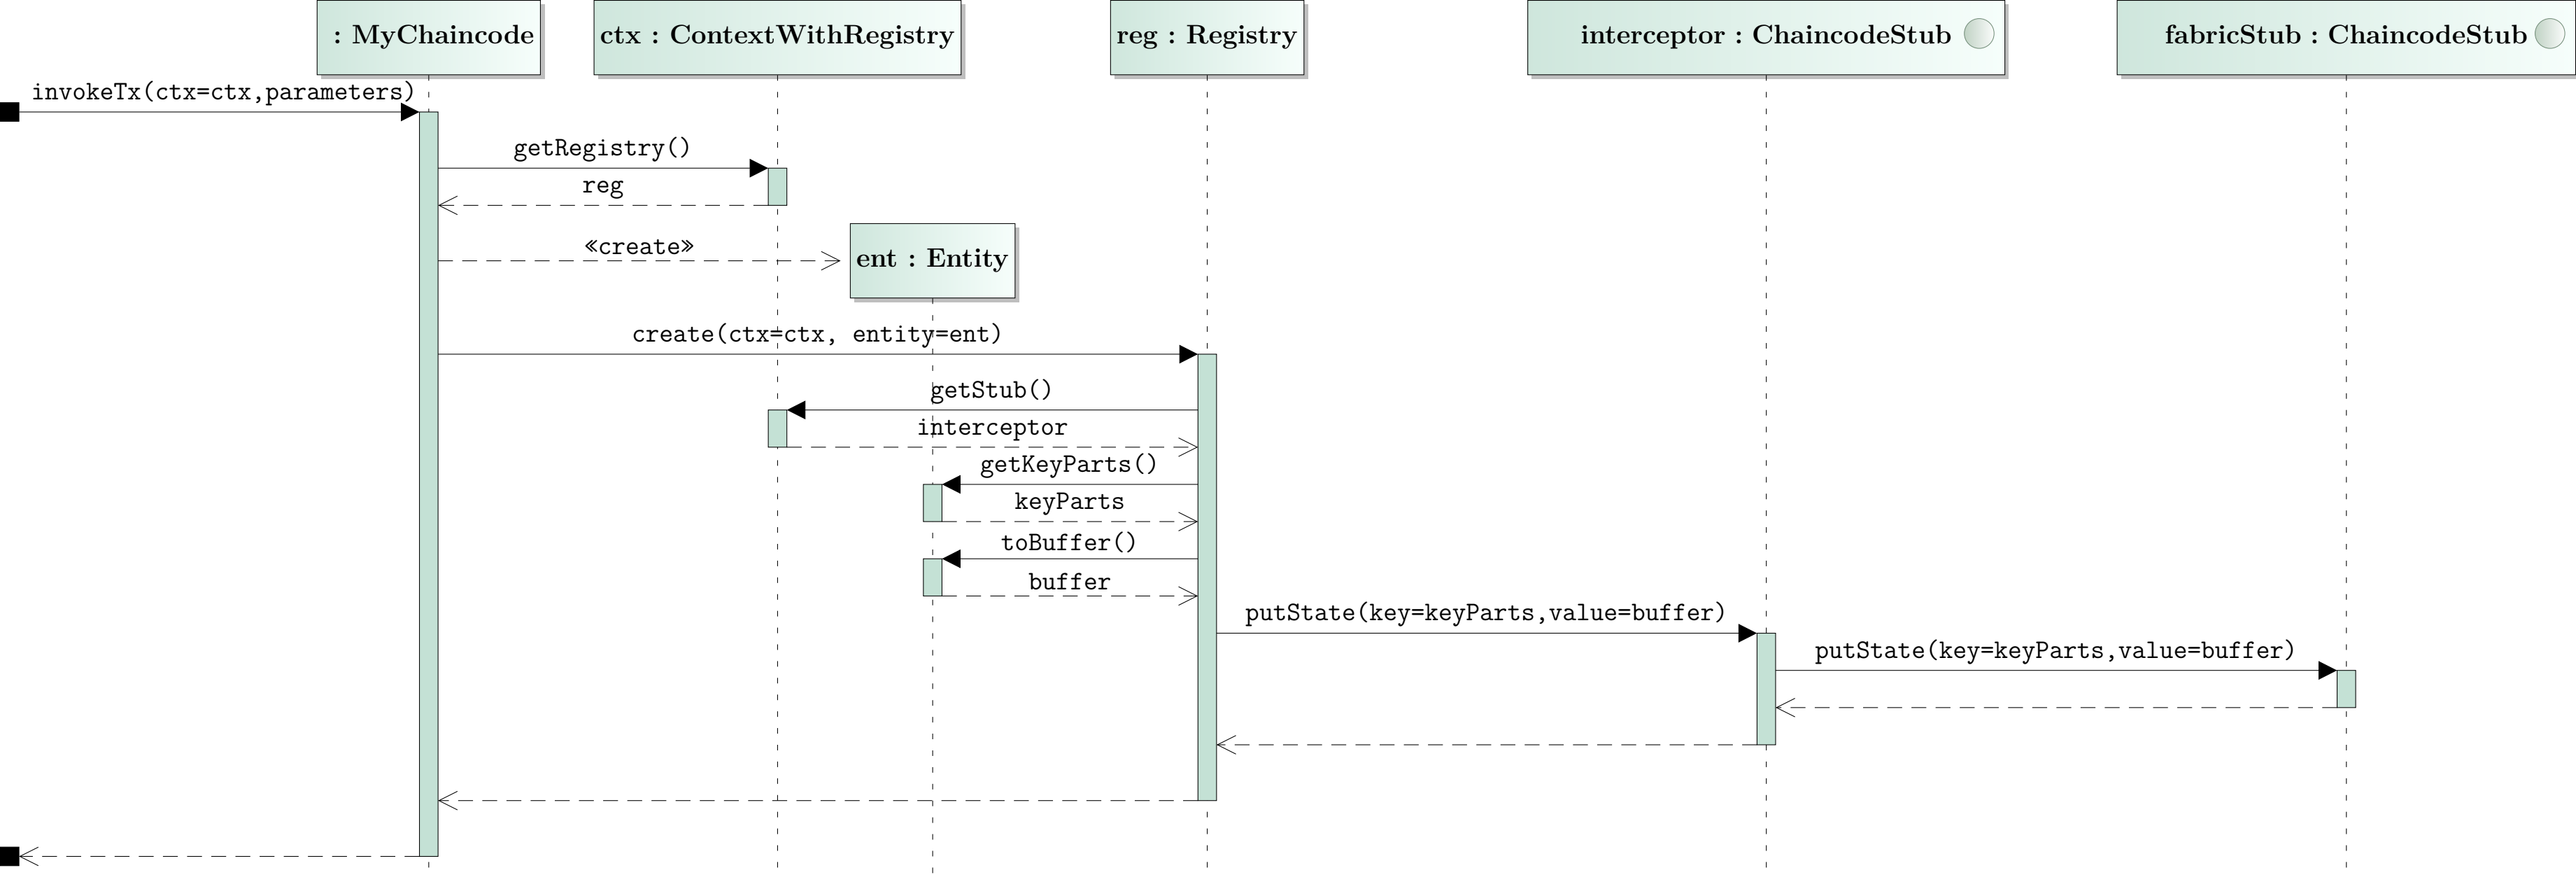 : MyChaincode
ctx : ContextWithRegistry
reg : Registry
interceptor : ChaincodeStub
fabricStub : ChaincodeStub
invokeTx(ctx=ctx,parameters)
getRegistry()
reg
«create»
ent : Entity
create(ctx=ctx, entity=ent)
getStub()
interceptor
getKeyParts()
keyParts
toBuffer()
buffer
putState(key=keyParts,value=buffer)
putState(key=keyParts,value=buffer)